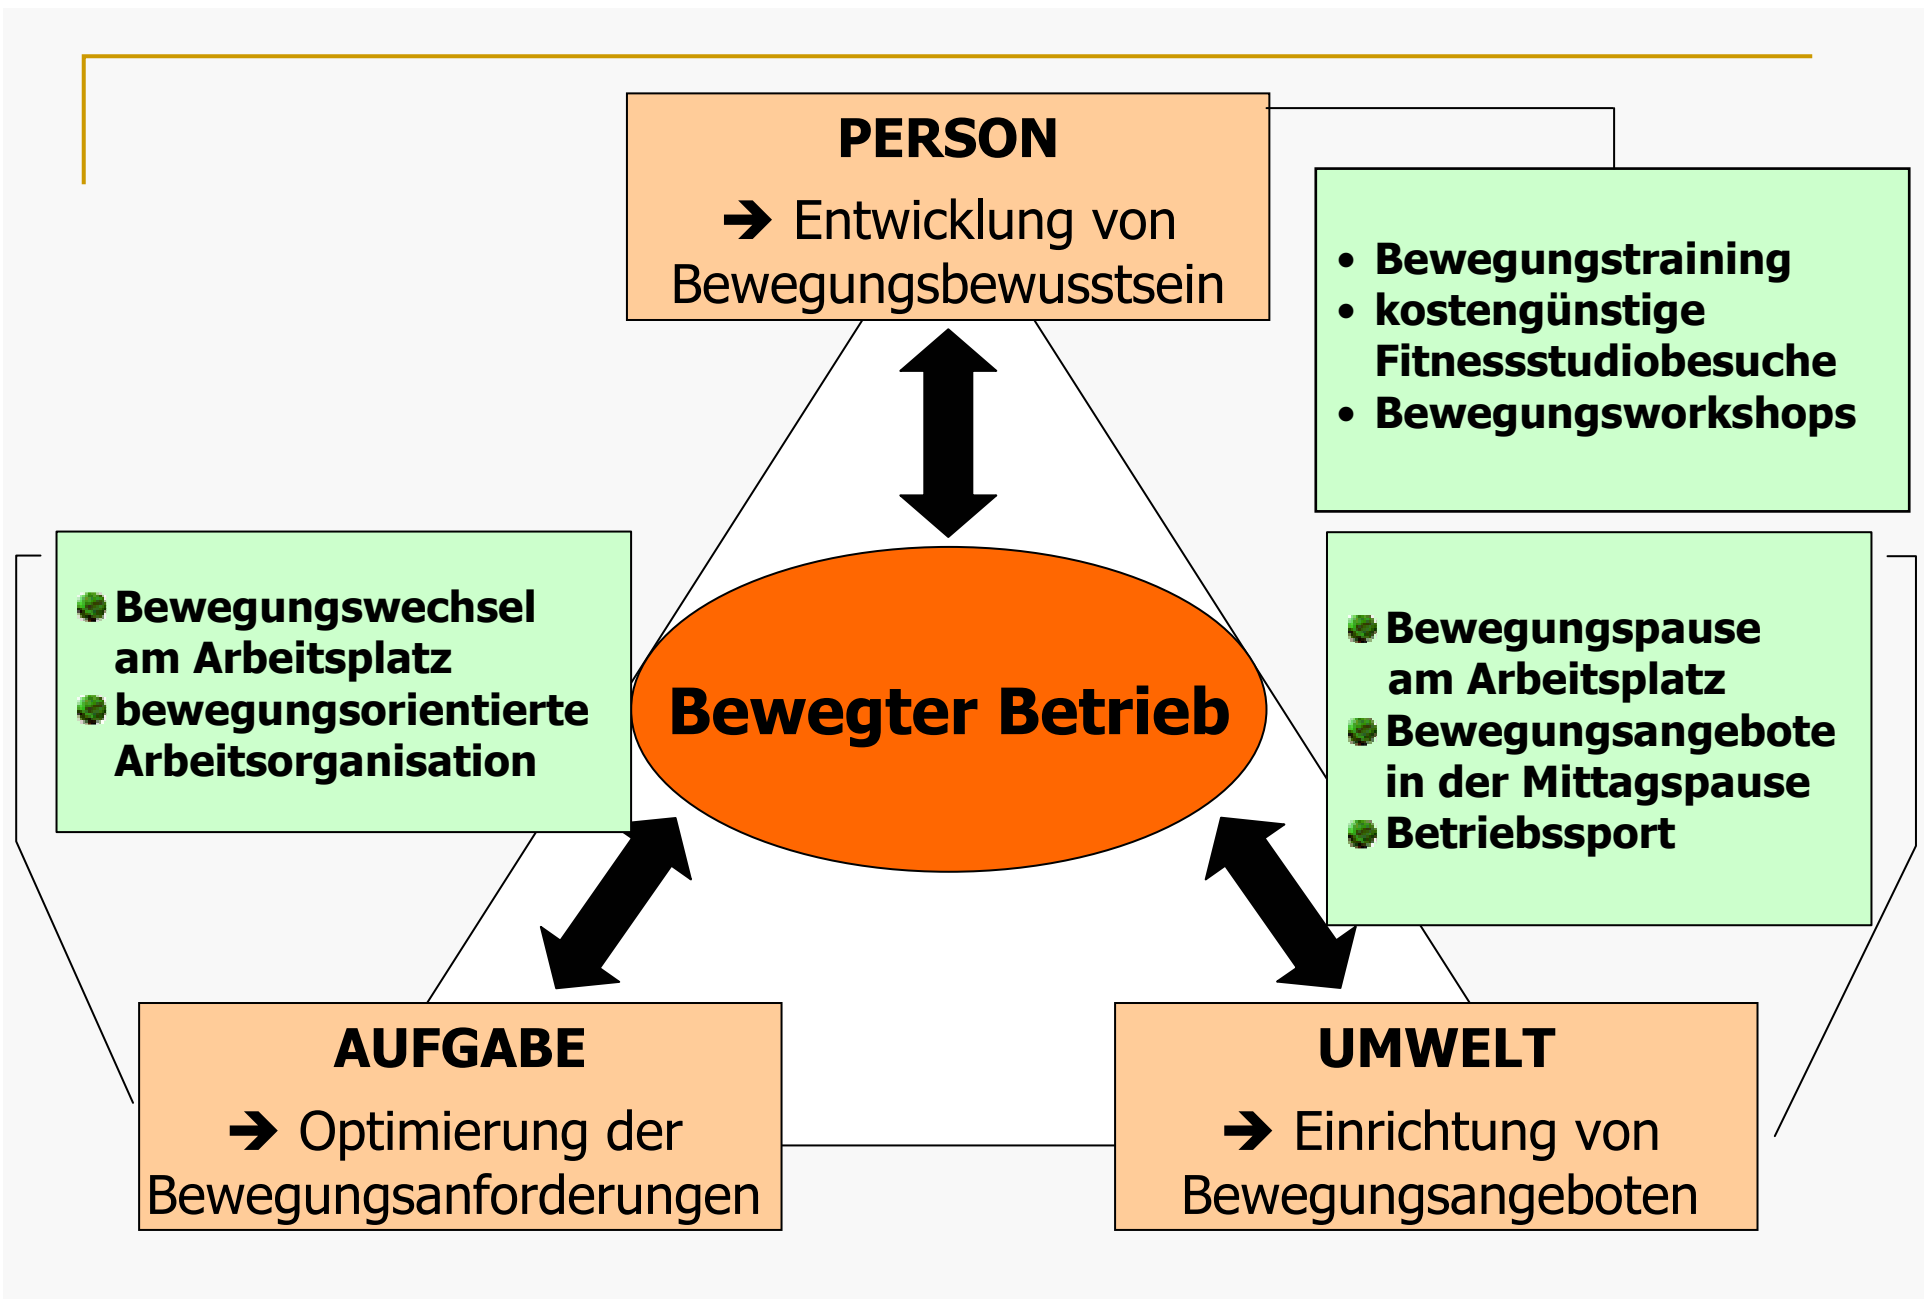 PERSON
➔ Entwicklung von
Bewegungsbewusstsein
• Bewegungstraining
• kostengünstige
Fitnessstudiobesuche
• Bewegungsworkshops
Bewegungswechsel
am Arbeitsplatz
bewegungsorientierte
Arbeitsorganisation
Bewegter Betrieb
Bewegungspause
am Arbeitsplatz
Bewegungsangebote
in der Mittagspause
Betriebssport
AUFGABE
➔ Optimierung der
Bewegungsanforderungen
UMWELT
➔ Einrichtung von
Bewegungsangeboten